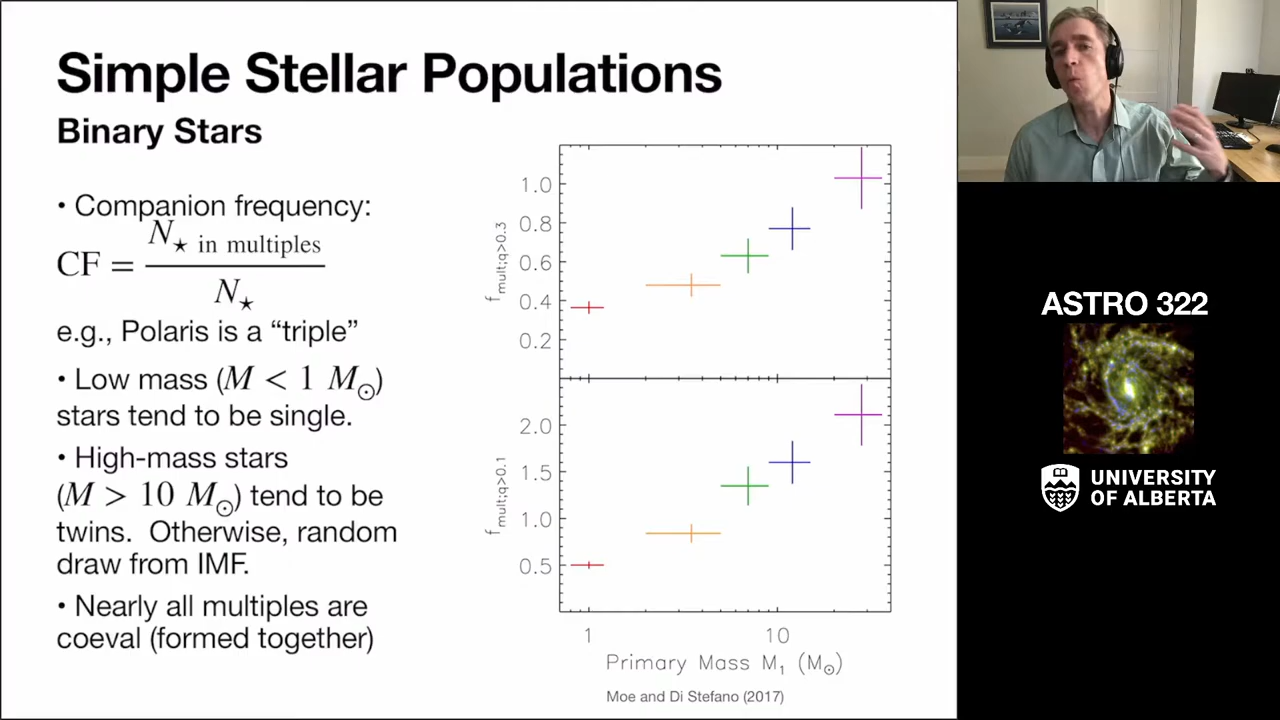 Simple Stellar Populations
Binary Stars
• Companion frequency:
CF = N⋆ in multiples / N⋆
e.g., Polaris is a “triple”
• Low mass (M < 1 M⊙)
stars tend to be single.
• High-mass stars
(M > 10 M⊙) tend to be
twins. Otherwise, random
draw from IMF.
• Nearly all multiples are
coeval (formed together)
f mult;q>0.3
1.0
0.8
0.6
0.4
0.2
f mult;q>0.1
2.0
1.5
1.0
0.5
1 10
Primary Mass M₁ (M⊙)
Moe and Di Stefano (2017)
ASTRO 322
UNIVERSITY
OF ALBERTA